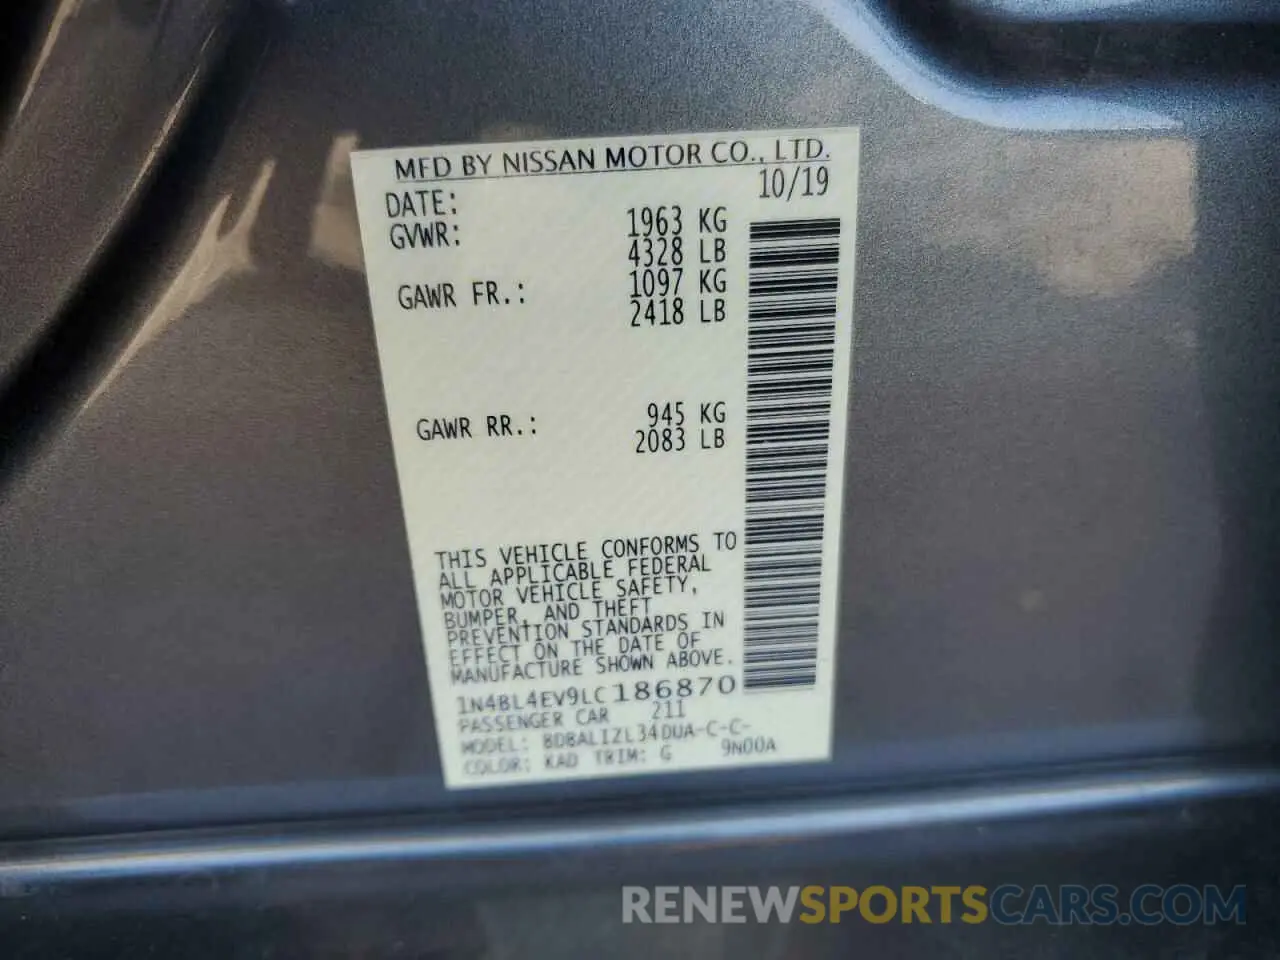 MFD BY NISSAN MOTOR CO., LTD.
DATE: 10/19
GVWR: 1963 KG
4328 LB
GAWR FR.: 1097 KG
2418 LB
GAWR RR.: 945 KG
2083 LB
THIS VEHICLE CONFORMS TO
ALL APPLICABLE FEDERAL
MOTOR VEHICLE SAFETY,
BUMPER, AND THEFT
PREVENTION STANDARDS IN
EFFECT ON THE DATE OF
MANUFACTURE SHOWN ABOVE.
1N4BL4EV9LC186870
PASSENGER CAR 211
MODEL: BDBALIZL34DUA-C-C-
COLOR: KAD TRIM: G 9N00A
RENEWSPORTSCARS.COM